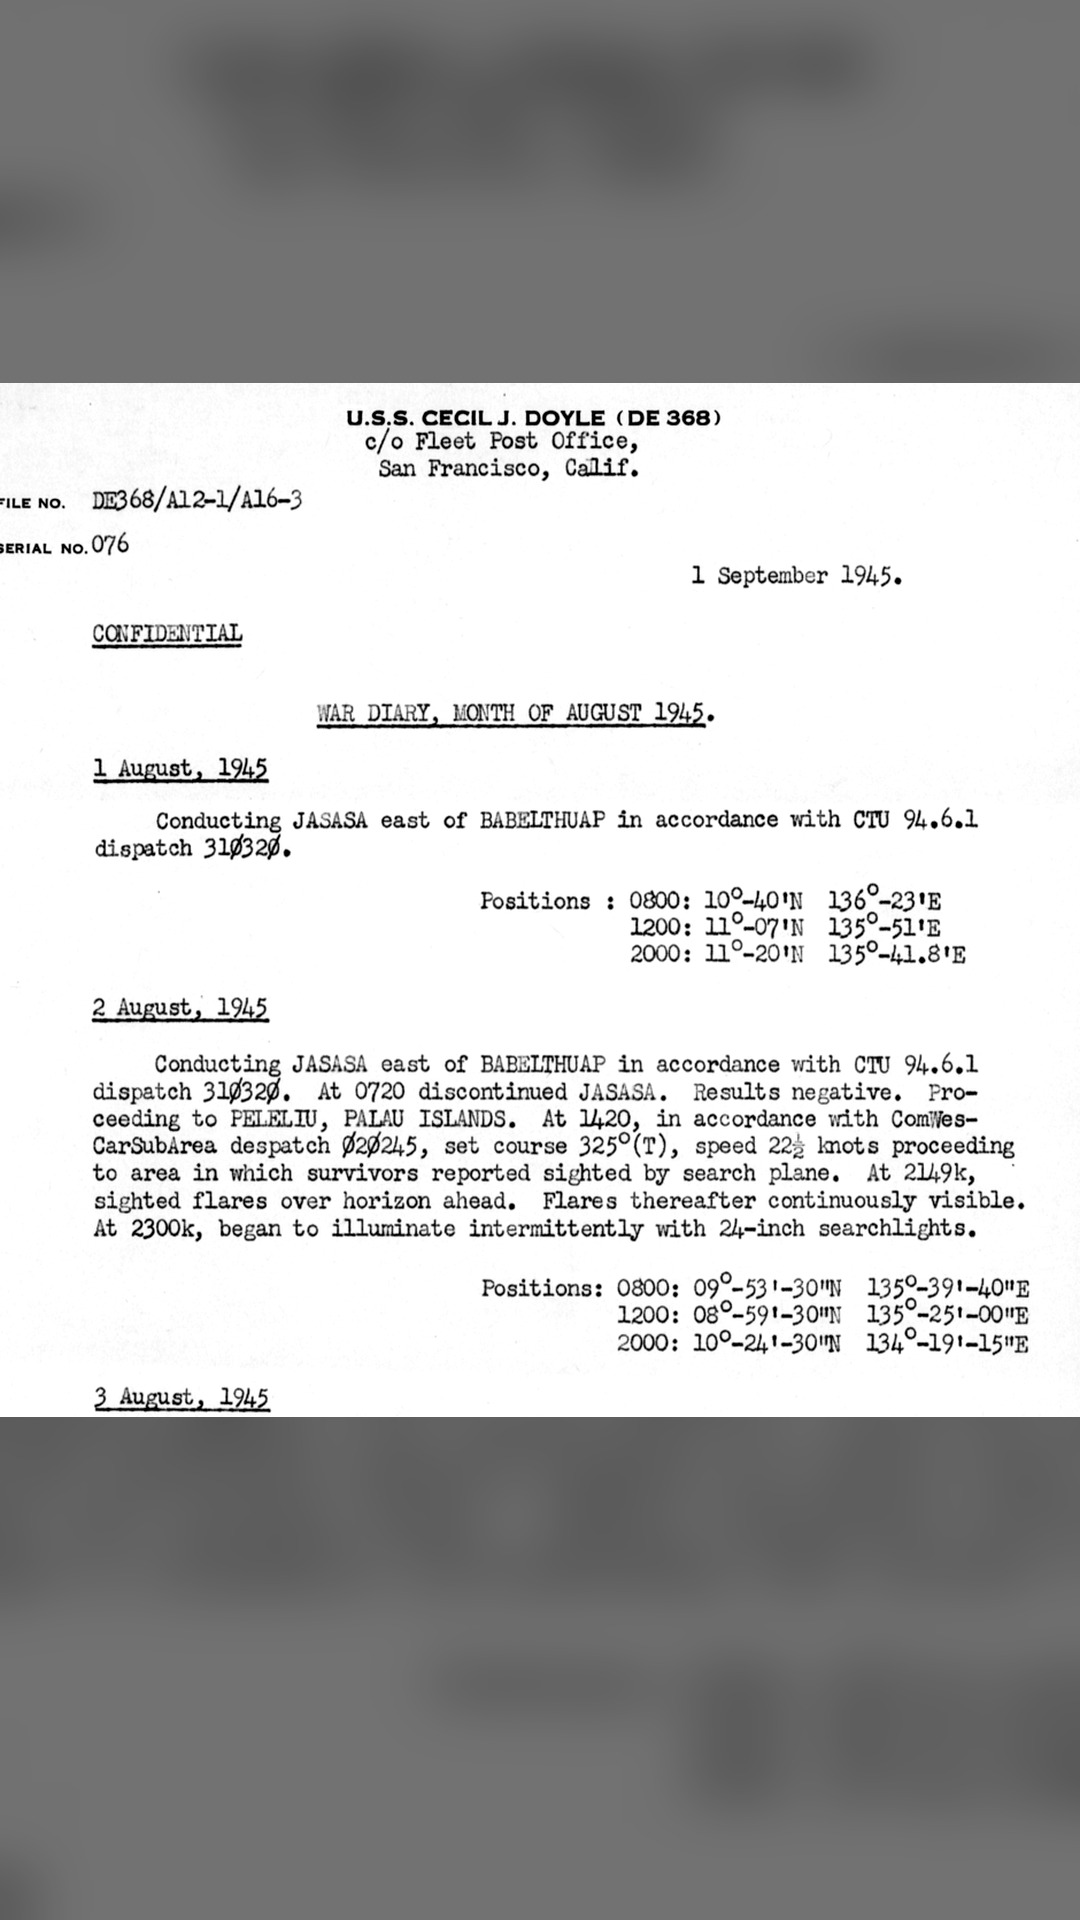 U.S.S. CECIL J. DOYLE (DE 368)
c/o Fleet Post Office,
San Francisco, Calif.
FILE NO. DE368/A12-1/A16-3
SERIAL NO. 076
1 September 1945.
CONFIDENTIAL
WAR DIARY, MONTH OF AUGUST 1945.
1 August, 1945
Conducting JASASA east of BABELTHUAP in accordance with CTU 94.6.1
dispatch 31Ø32Ø.
Positions : 0800: 10°-40'N 136°-23'E
1200: 11°-07'N 135°-51'E
2000: 11°-20'N 135°-41.8'E
2 August, 1945
Conducting JASASA east of BABELTHUAP in accordance with CTU 94.6.1
dispatch 31Ø32Ø. At 0720 discontinued JASASA. Results negative. Pro-
ceeding to PELELIU, PALAU ISLANDS. At 1420, in accordance with ComWes-
CarSubArea despatch Ø2Ø245, set course 325°(T), speed 22½ knots proceeding
to area in which survivors reported sighted by search plane. At 2149k,
sighted flares over horizon ahead. Flares thereafter continuously visible.
At 2300k, began to illuminate intermittently with 24-inch searchlights.
Positions: 0800: 09°-53'-30"N 135°-39'-40"E
1200: 08°-59'-30"N 135°-25'-00"E
2000: 10°-24'-30"N 134°-19'-15"E
3 August, 1945